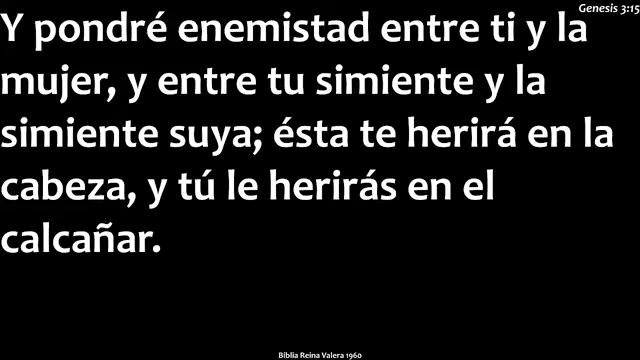 Genesis 3:15
Y pondré enemistad entre ti y la
mujer, y entre tu simiente y la
simiente suya; ésta te herirá en la
cabeza, y tú le herirás en el
calcañar.
Biblia Reina Valera 1960